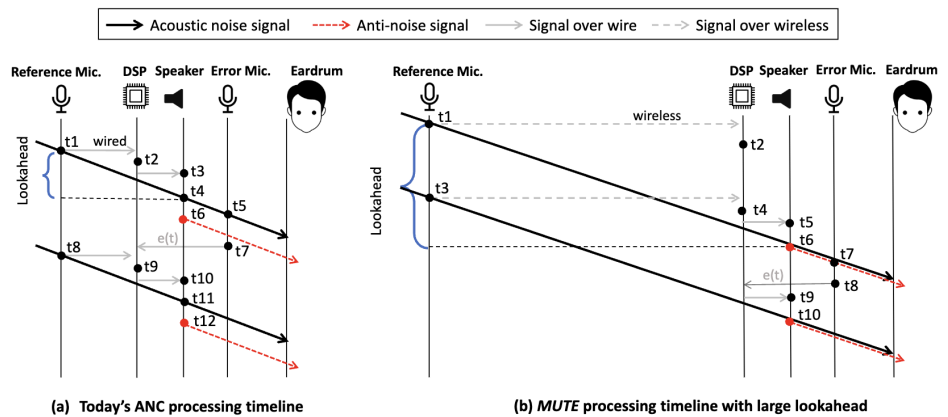 Acoustic noise signal Anti-noise signal Signal over wire Signal over wireless
Reference Mic. DSP Speaker Error Mic. Eardrum
t1
wired
t2
t3
t4
t5
t6
t7
e(t)
t8
t9
t10
t11
t12
Lookahead
(a) Today's ANC processing timeline
Reference Mic. DSP Speaker Error Mic. Eardrum
t1
wireless
t2
t3
t4
t5
t6
t7
e(t)
t8
t9
t10
Lookahead
(b) MUTE processing timeline with large lookahead